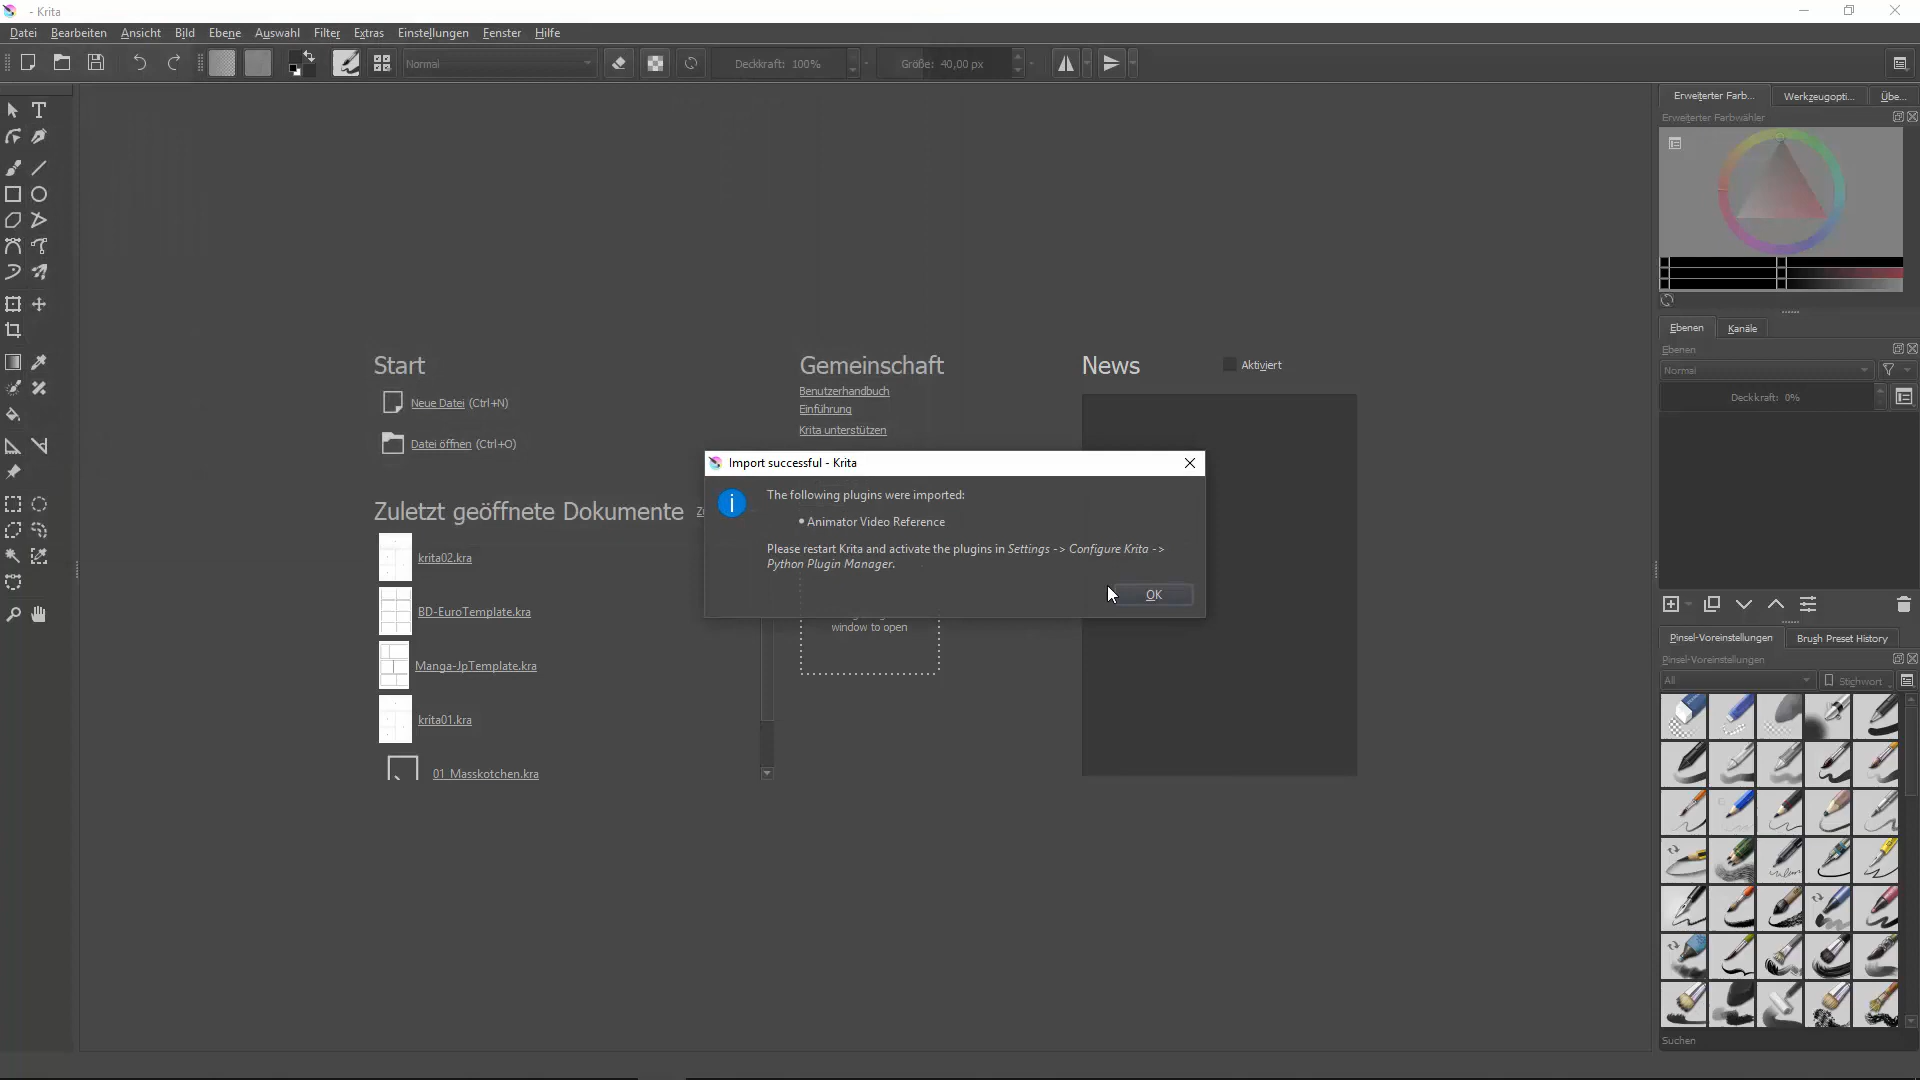 - Krita
Datei Bearbeiten Ansicht Bild Ebene Auswahl Filter Extras Einstellungen Fenster Hilfe
Normal
Deckkraft: 100%
Größe: 40,00 px
Erweiterter Farb... Werkzeugopti... Übe...
Erweiterter Farbwähler
Start
Neue Datei (Ctrl+N)
Datei öffnen (Ctrl+O)
Zuletzt geöffnete Dokumente
krita02.kra
BD-EuroTemplate.kra
Manga-JpTemplate.kra
krita01.kra
01_Masskotchen.kra
Gemeinschaft
Benutzerhandbuch
Einführung
Krita unterstützen
window to open
News
Aktiviert
Import successful - Krita
The following plugins were imported:
• Animator Video Reference
Please restart Krita and activate the plugins in Settings -> Configure Krita ->
Python Plugin Manager.
OK
Ebenen Kanäle
Ebenen
Normal
Deckkraft: 0%
Pinsel-Voreinstellungen Brush Preset History
Pinsel-Voreinstellungen
All
Stichwort
Suchen